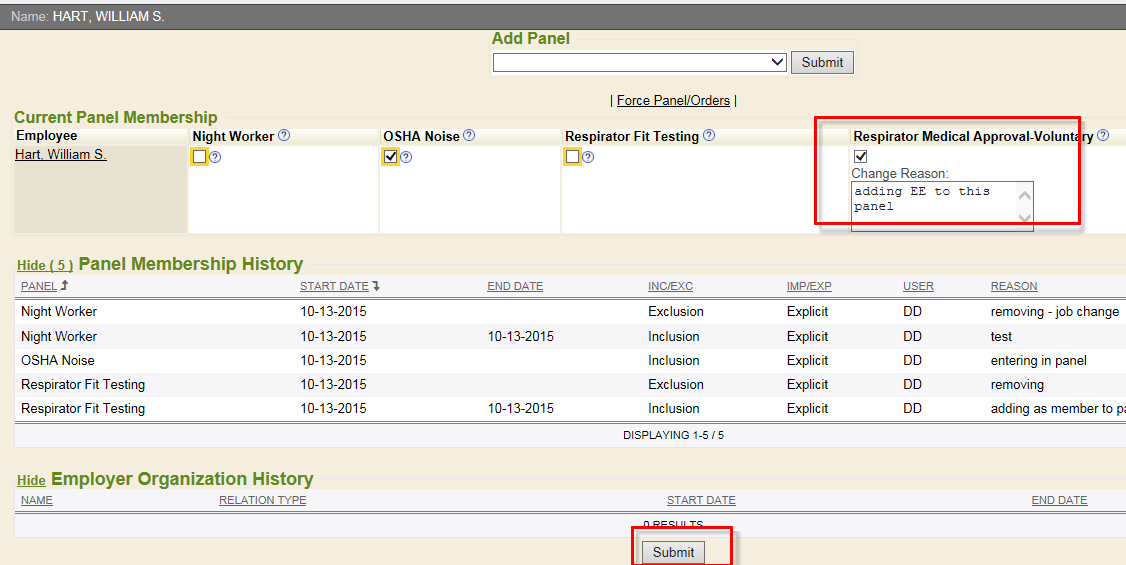 Name: HART, WILLIAM S.
Add Panel
Submit
| Force Panel/Orders |
Current Panel Membership
Employee Night Worker ? OSHA Noise ? Respirator Fit Testing ? Respirator Medical Approval-Voluntary ?
Hart, William S. ? ? ?
Change Reason:
adding EE to this
panel
Hide ( 5 ) Panel Membership History
PANEL START DATE END DATE INC/EXC IMP/EXP USER REASON
Night Worker 10-13-2015 Exclusion Explicit DD removing - job change
Night Worker 10-13-2015 10-13-2015 Inclusion Explicit DD test
OSHA Noise 10-13-2015 Inclusion Explicit DD entering in panel
Respirator Fit Testing 10-13-2015 Exclusion Explicit DD removing
Respirator Fit Testing 10-13-2015 10-13-2015 Inclusion Explicit DD adding as member to pa
DISPLAYING 1-5 / 5
Hide Employer Organization History
NAME RELATION TYPE START DATE END DATE
0 RESULTS
Submit